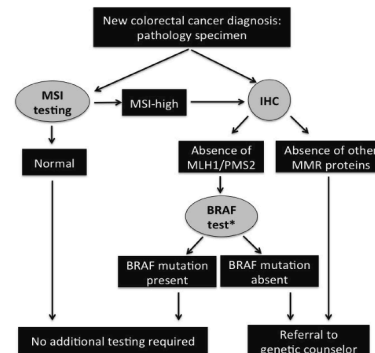 New colorectal cancer diagnosis:
pathology specimen
MSI
testing
MSI-high
IHC
Normal
Absence of
MLH1/PMS2
Absence of other
MMR proteins
BRAF
test*
BRAF mutation
present
BRAF mutation
absent
No additional testing required
Referral to
genetic counselor